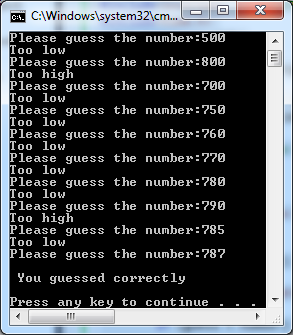 C:\Windows\system32\cm...
Please guess the number:500
Too low
Please guess the number:800
Too high
Please guess the number:700
Too low
Please guess the number:750
Too low
Please guess the number:760
Too low
Please guess the number:770
Too low
Please guess the number:780
Too low
Please guess the number:790
Too high
Please guess the number:785
Too low
Please guess the number:787
You guessed correctly
Press any key to continue . . .